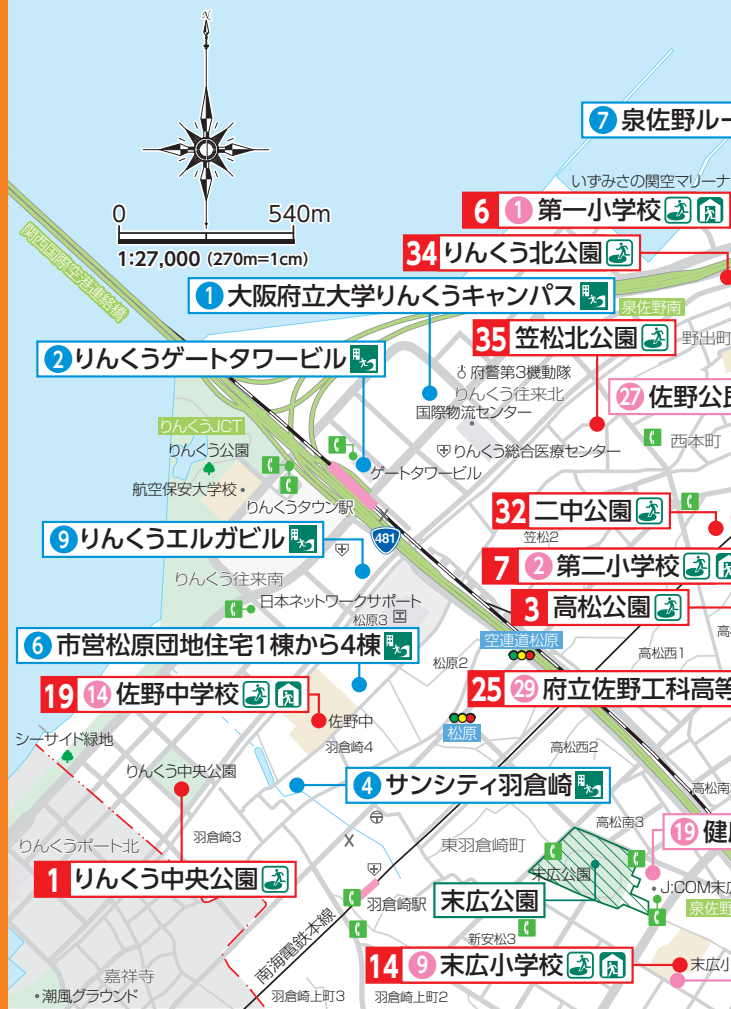 N
0 540m
1:27,000 (270m=1cm)
7 泉佐野ルー
いずみさの関空マリーナ
関西国際空港連絡橋
6 1 第一小学校
34 りんくう北公園
1 大阪府立大学りんくうキャンパス
泉佐野南
35 笠松北公園
野出町
2 りんくうゲートタワービル
府警第3機動隊
りんくう往来北
国際物流センター
27 佐野公
りんくうJCT
りんくう公園
りんくう総合医療センター
西本町
ゲートタワービル
航空保安大学校
りんくうタウン駅
32 二中公園
笠松2
9 りんくうエルガビル
481
7 2 第二小学校
りんくう往来南
日本ネットワークサポート
松原3
3 高松公園
6 市営松原団地住宅1棟から4棟
空連道松原
高松西1
松原2
19 14 佐野中学校
25 29 府立佐野工科高等
佐野中
松原
羽倉崎4
シーサイド緑地
高松西2
りんくう中央公園
4 サンシティ羽倉崎
高松南
高松南3
りんくうポート北
羽倉崎3
東羽倉崎町
19 健
末広公園
1 りんくう中央公園
J:COM末
羽倉崎駅
末広公園
泉佐野
南海電鉄本線
新安松3
14 9 末広小学校
末広小
嘉祥寺
潮風グラウンド
羽倉崎上町3
羽倉崎上町2